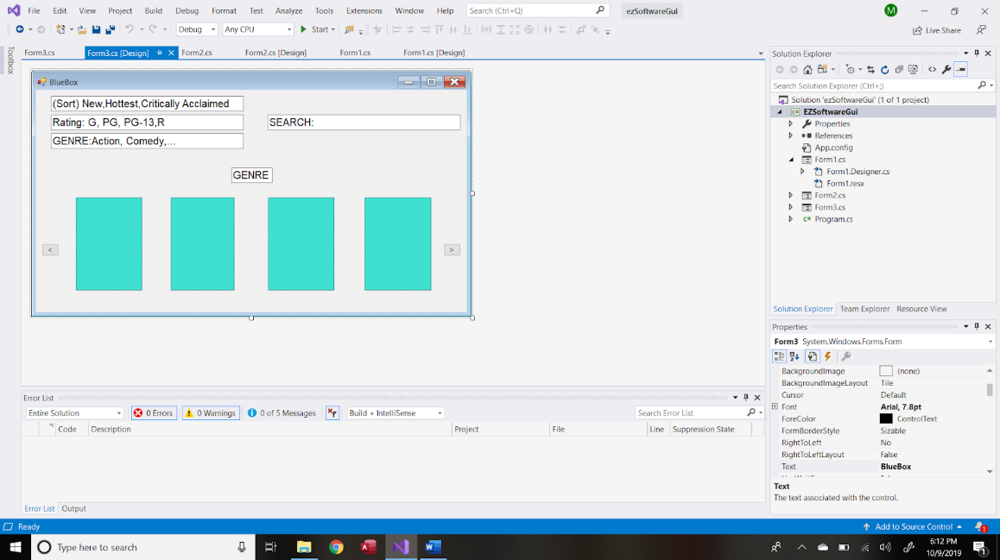 File Edit View Project Build Debug Format Test Analyze Tools Extensions Window Help Search (Ctrl+Q) ezSoftwareGui M
Debug Any CPU Start Live Share
Toolbox
Form3.cs Form3.cs [Design] Form2.cs Form2.cs [Design] Form1.cs Form1.cs [Design]
BlueBox
(Sort) New,Hottest,Critically Acclaimed
Rating: G, PG, PG-13,R
SEARCH:
GENRE:Action, Comedy,...
GENRE
< >
Solution Explorer
Search Solution Explorer (Ctrl+;)
Solution 'ezSoftwareGui' (1 of 1 project)
EZSoftwareGui
Properties
References
App.config
Form1.cs
Form1.Designer.cs
Form1.resx
Form2.cs
Form3.cs
Program.cs
Solution Explorer Team Explorer Resource View
Properties
Form3 System.Windows.Forms.Form
BackgroundImage (none)
BackgroundImageLayout Tile
Cursor Default
Font Arial, 7.8pt
ForeColor ControlText
FormBorderStyle Sizable
RightToLeft No
RightToLeftLayout False
Text BlueBox
Text
The text associated with the control.
Error List
Entire Solution 0 Errors 0 Warnings 0 of 5 Messages Build + IntelliSense Search Error List
Code Description Project File Line Suppression State
Error List Output
Ready Add to Source Control 1
Type here to search
6:12 PM
10/9/2019
1